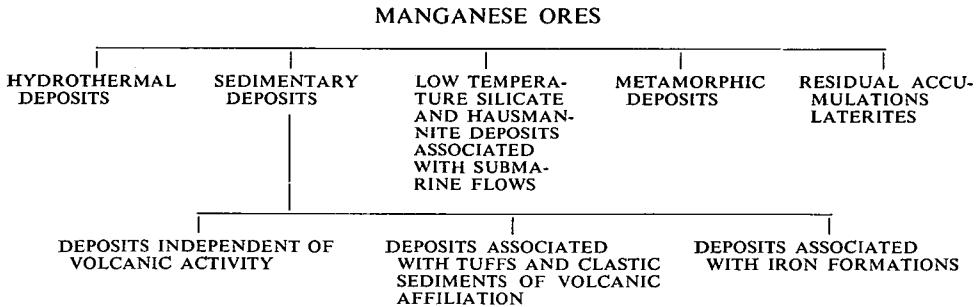 MANGANESE ORES
HYDROTHERMAL
DEPOSITS
SEDIMENTARY
DEPOSITS
LOW TEMPERA-
TURE SILICATE
AND HAUSMAN-
NITE DEPOSITS
ASSOCIATED
WITH SUBMA-
RINE FLOWS
METAMORPHIC
DEPOSITS
RESIDUAL ACCU-
MULATIONS
LATERITES
DEPOSITS INDEPENDENT OF
VOLCANIC ACTIVITY
DEPOSITS ASSOCIATED
WITH TUFFS AND CLASTIC
SEDIMENTS OF VOLCANIC
AFFILIATION
DEPOSITS ASSOCIATED
WITH IRON FORMATIONS